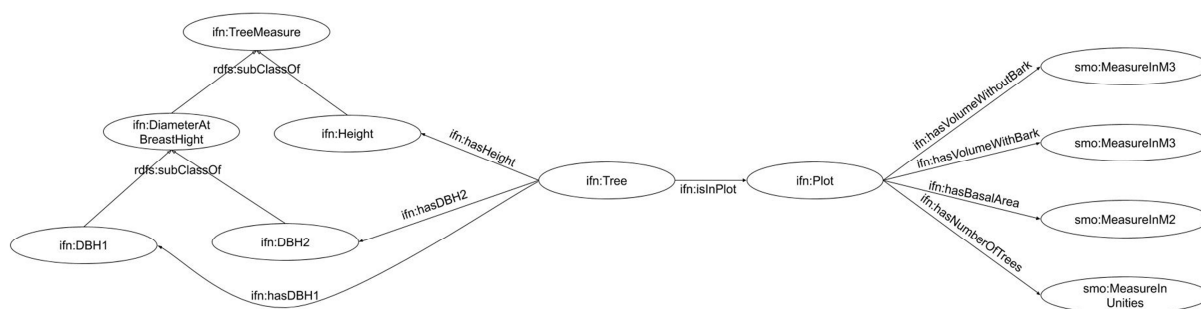 ifn:TreeMeasure
rdfs:subClassOf
ifn:DiameterAt
BreastHight
ifn:Height
rdfs:subClassOf
ifn:DBH1
ifn:DBH2
ifn:hasHeight
ifn:hasDBH2
ifn:hasDBH1
ifn:Tree
ifn:isInPlot
ifn:Plot
ifn:hasVolumeWithoutBark
ifn:hasVolumeWithBark
ifn:hasBasalArea
ifn:hasNumberOfTrees
smo:MeasureInM3
smo:MeasureInM3
smo:MeasureInM2
smo:MeasureIn
Unities